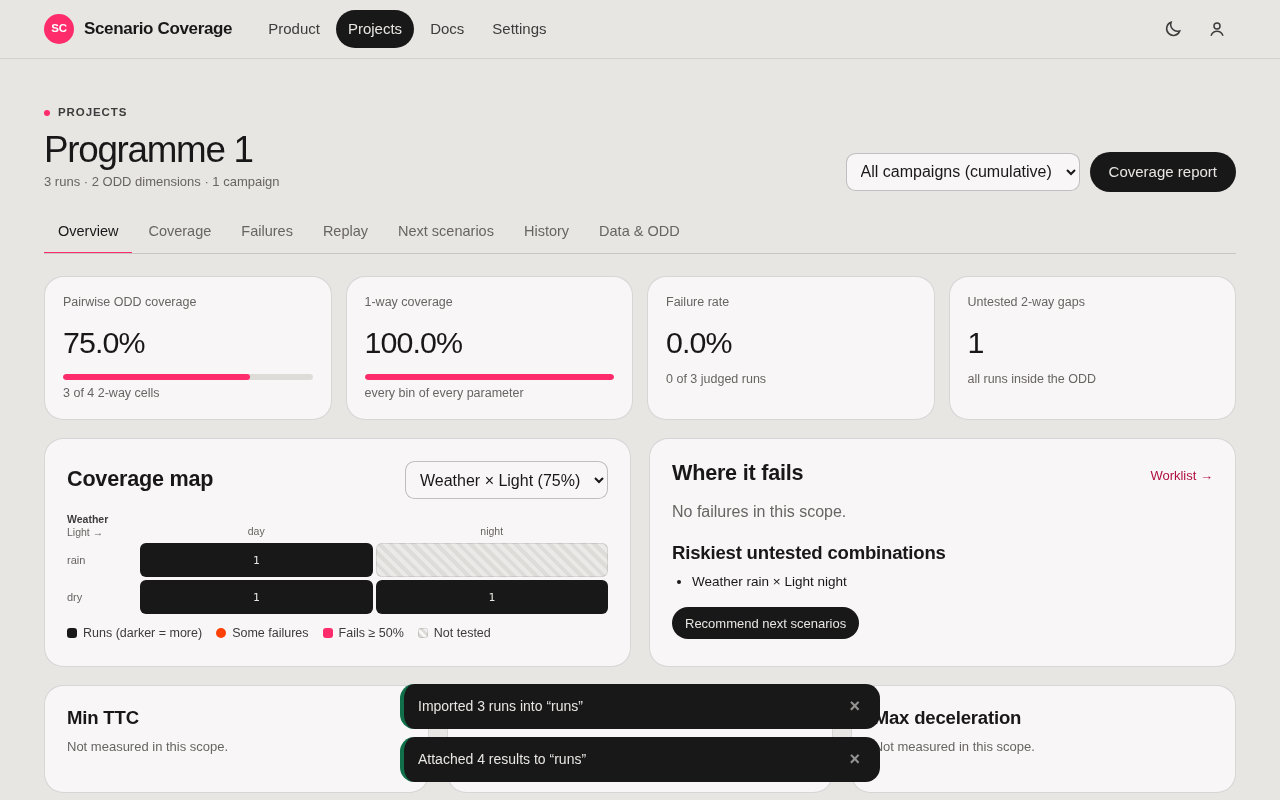 SC Scenario Coverage Product Projects Docs Settings
PROJECTS
Programme 1
3 runs · 2 ODD dimensions · 1 campaign
All campaigns (cumulative) Coverage report
Overview Coverage Failures Replay Next scenarios History Data & ODD
Pairwise ODD coverage
75.0%
3 of 4 2-way cells
1-way coverage
100.0%
every bin of every parameter
Failure rate
0.0%
0 of 3 judged runs
Untested 2-way gaps
1
all runs inside the ODD
Coverage map Weather × Light (75%)
Weather
Light → day night
rain 1
dry 1 1
Runs (darker = more) Some failures Fails ≥ 50% Not tested
Where it fails Worklist →
No failures in this scope.
Riskiest untested combinations
• Weather rain × Light night
Recommend next scenarios
Min TTC
Not measured in this scope.
Max deceleration
Not measured in this scope.
Imported 3 runs into “runs” ×
Attached 4 results to “runs” ×